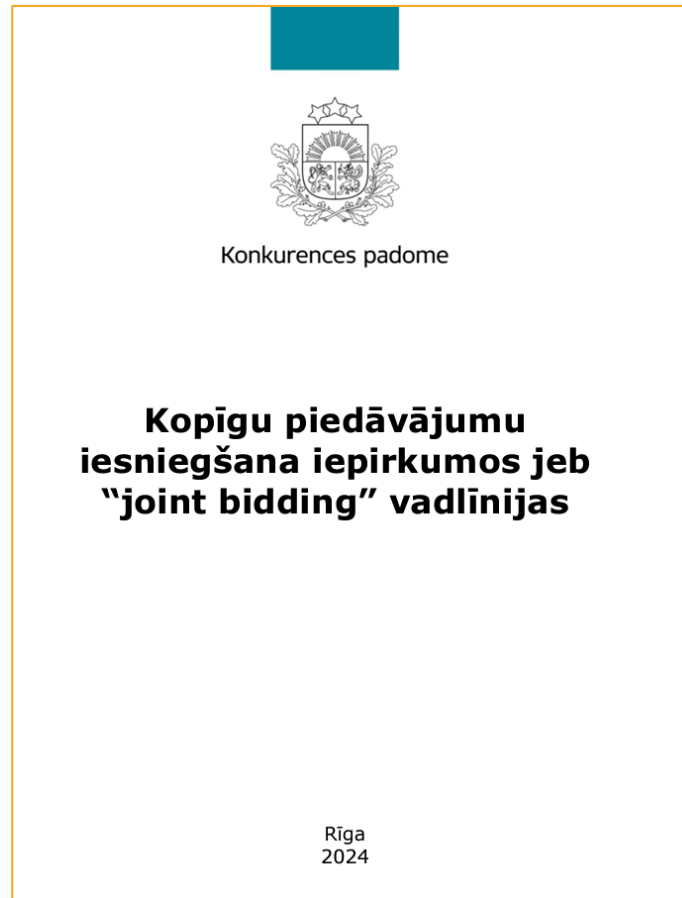 Konkurences padome
Kopīgu piedāvājumu
iesniegšana iepirkumos jeb
“joint bidding” vadlīnijas
Rīga
2024